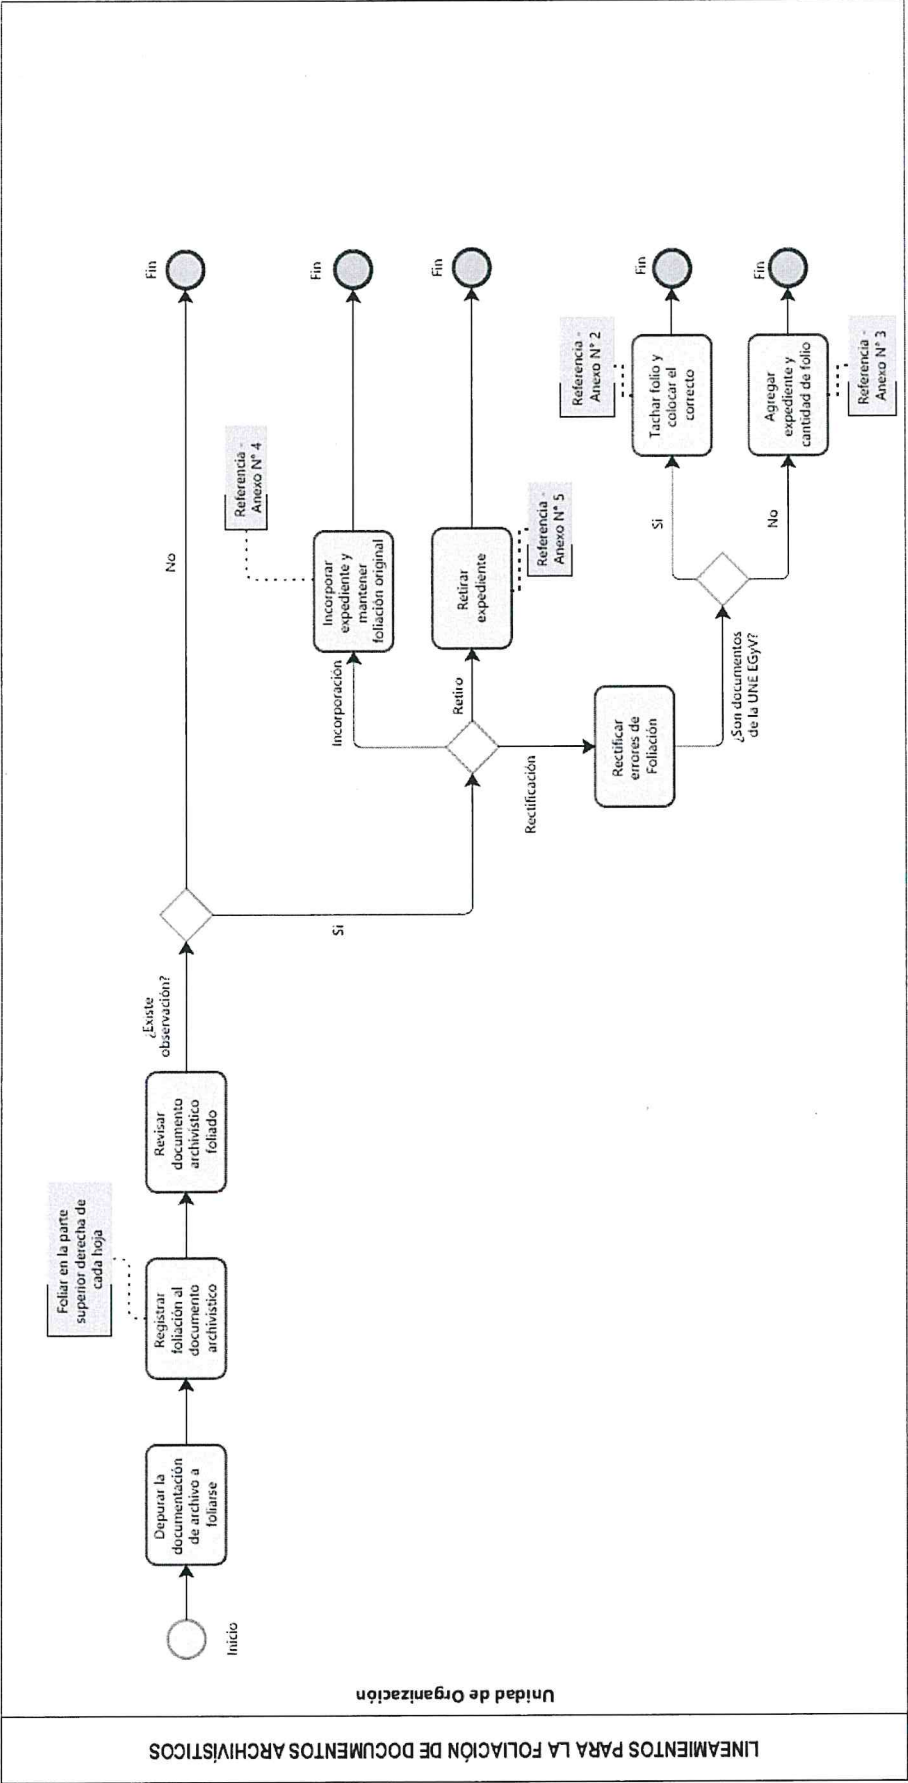 LINEAMIENTOS PARA LA FOLIACIÓN DE DOCUMENTOS ARCHIVÍSTICOS
Unidad de Organización
Inicio
Depurar la
documentación
de archivo a
foliarse
Foliar en la parte
superior derecha de
cada hoja
Registrar
foliación al
documento
archivístico
Revisar
documento
archivístico
foliado
¿Existe
observación?
No
Fin
Si
Incorporación
Incorporar
expediente y
mantener
foliación original
Referencia -
Anexo N° 4
Fin
Retiro
Retirar
expediente
Referencia -
Anexo N° 5
Fin
Rectificación
Rectificar
errores de
Foliación
¿Son documentos
de la UNE EGyV?
Si
Tachar folio y
colocar el
correcto
Referencia -
Anexo N° 2
Fin
No
Agregar
expediente y
cantidad de folio
Referencia -
Anexo N° 3
Fin